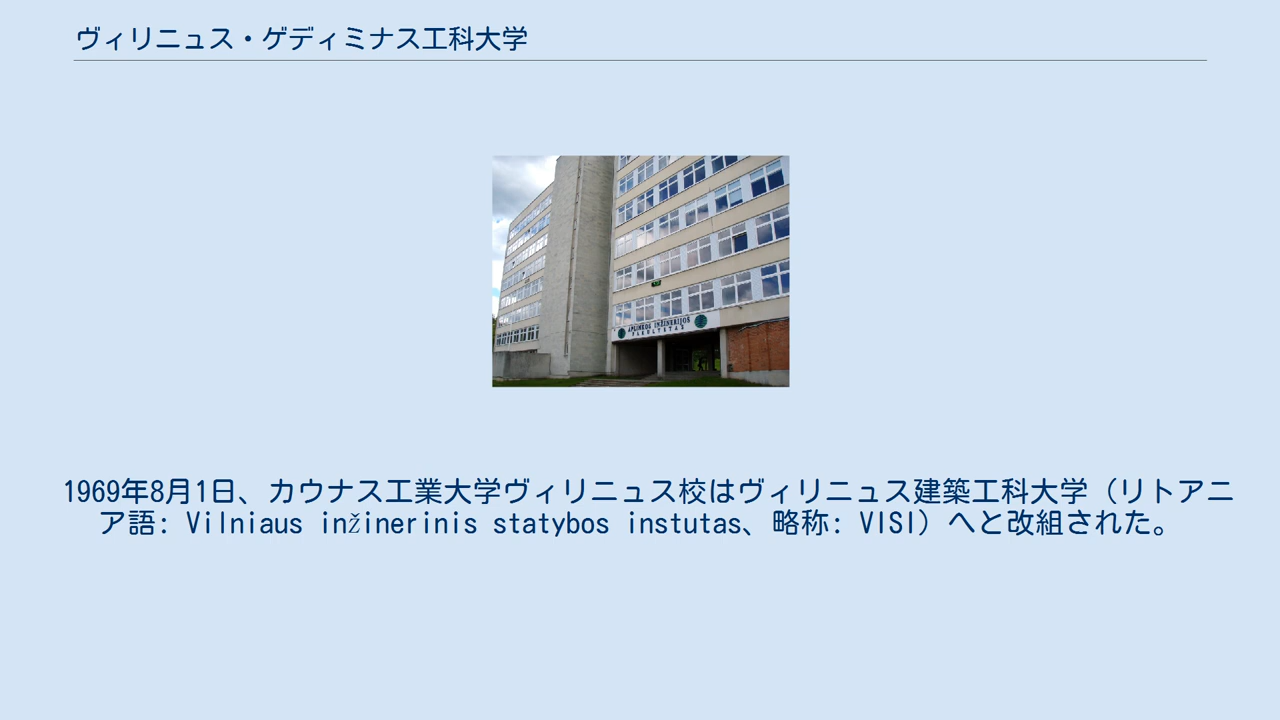 ヴィリニュス・ゲディミナス工科大学
APLINKOS INŽINERIJOS
FAKULTETAS
1969年8月1日、カウナス工業大学ヴィリニュス校はヴィリニュス建築工科大学（リトアニ
ア語: Vilniaus inžinerinis statybos instutas、略称: VISI）へと改組された。